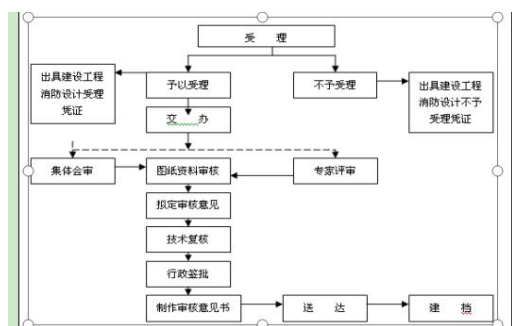 受 理
出具建设工程
消防设计受理
凭证
予以受理
不予受理
出具建设工程
消防设计不予
受理凭证
交 办
集体会审
图纸资料审核
专家评审
拟定审核意见
技术复核
行政签批
制作审核意见书
送 达
建 挡